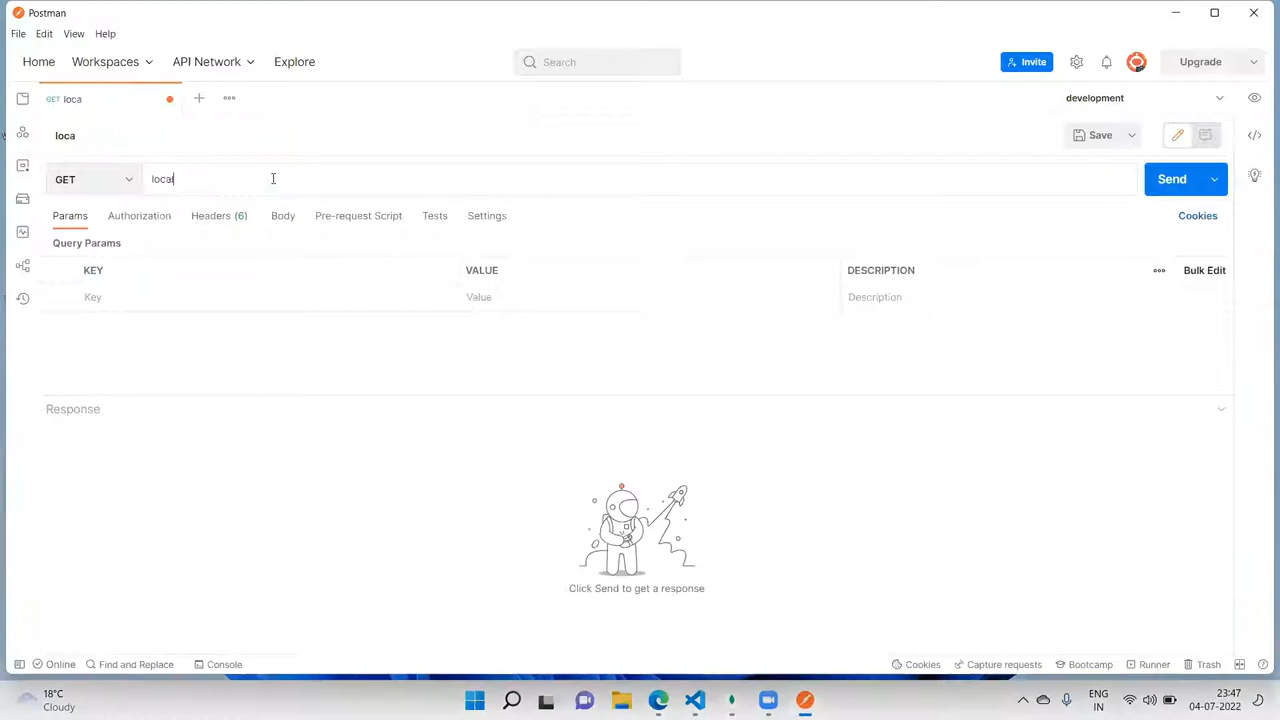 Postman
File Edit View Help
Home Workspaces API Network Explore Search Invite Upgrade
GET loca development
loca Save
GET local Send
Params Authorization Headers (6) Body Pre-request Script Tests Settings Cookies
Query Params
KEY VALUE DESCRIPTION Bulk Edit
Key Value Description
Response
Click Send to get a response
Online Find and Replace Console Cookies Capture requests Bootcamp Runner Trash
18°C ENG 23:47
Cloudy IN 04-07-2022